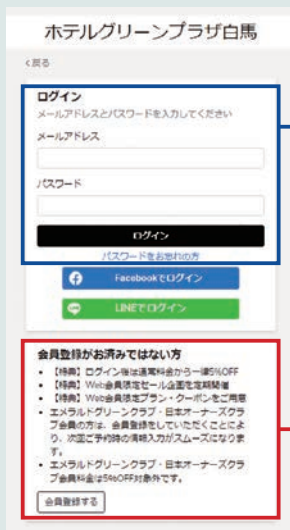 ホテルグリーンプラザ白馬
<戻る
ログイン
メールアドレスとパスワードを入力してください
メールアドレス
パスワード
ログイン
パスワードをお忘れの方
Facebookでログイン
LINEでログイン
会員登録がお済みではない方
・【特典】ログイン後は通常料金から一律5%OFF
・【特典】Web会員限定セール企画を定期開催
・【特典】Web会員限定プラン・クーポンをご用意
・エメラルドグリーンクラブ・日本オーナーズクラ
ブ会員の方は、会員登録をしていただくことによ
り、次回ご予約時の情報入力がスムーズになりま
す。
・エメラルドグリーンクラブ・日本オーナーズクラ
ブ会員料金は5%OFF対象外です。
会員登録する